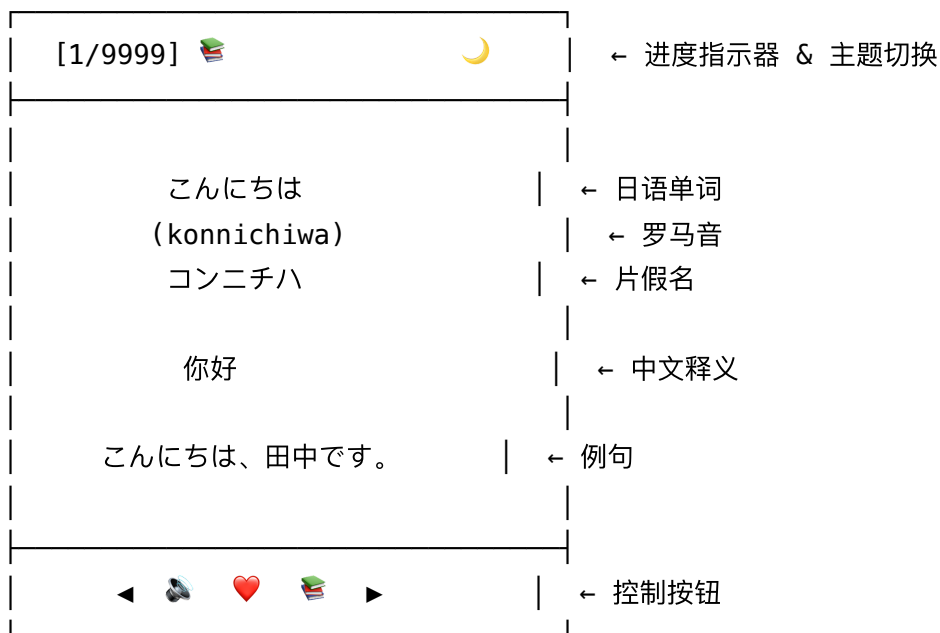 [1/9999] 📚 🌙 ← 进度指示器 & 主题切换
こんにちは ← 日语单词
(konnichiwa) ← 罗马音
コンニチハ ← 片假名
你好 ← 中文释义
こんにちは、田中です。 ← 例句
◀ 🔊 ❤️ 📚 ▶ ← 控制按钮